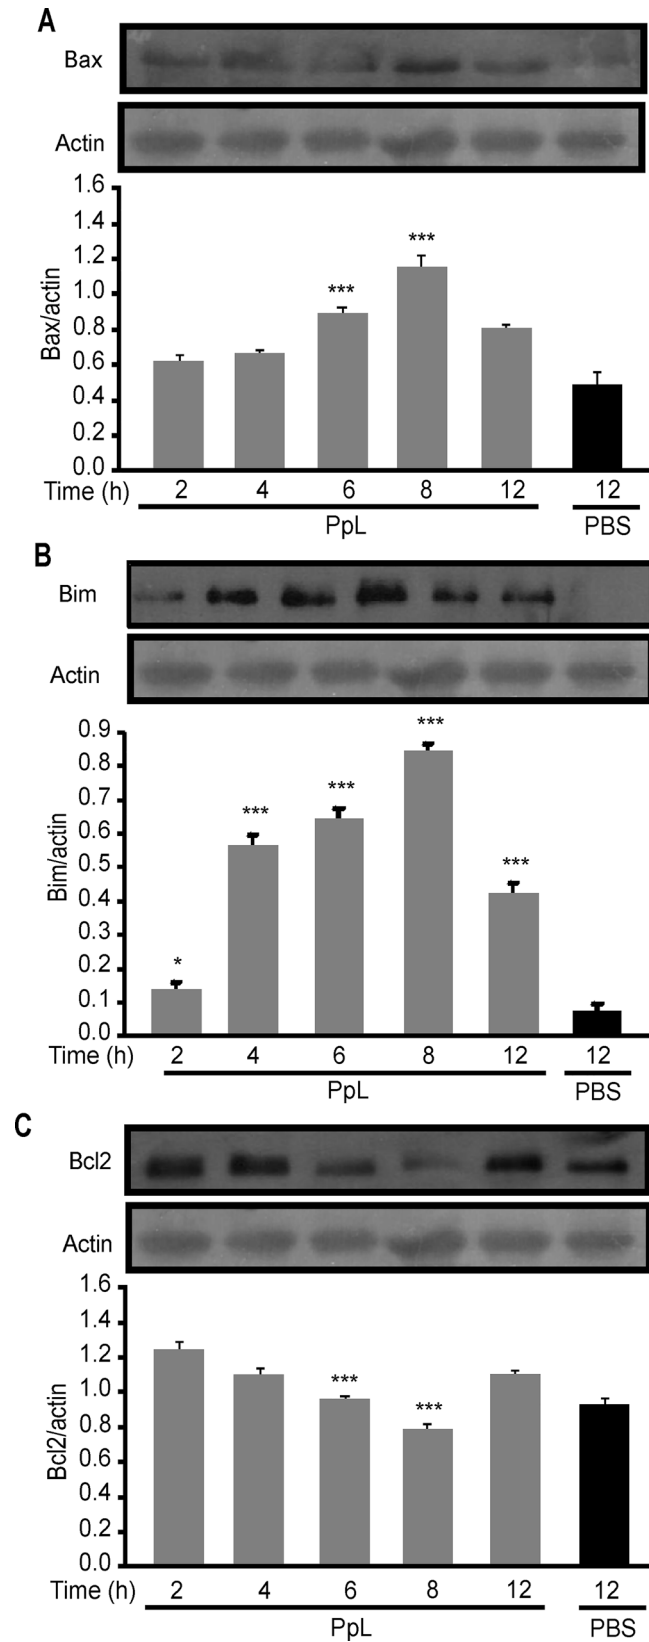 A
Bax
Actin
1.6
1.4
1.2
1.0
0.8
0.6
0.4
0.2
0.0
Bax/actin
*** ***
Time (h) 2 4 6 8 12 12
PpL PBS
B
Bim
Actin
0.9
0.8
0.7
0.6
0.5
0.4
0.3
0.2
0.1
0.0
Bim/actin
* *** *** *** ***
Time (h) 2 4 6 8 12 12
PpL PBS
C
Bcl2
Actin
1.6
1.4
1.2
1.0
0.8
0.6
0.4
0.2
0.0
Bcl2/actin
*** ***
Time (h) 2 4 6 8 12 12
PpL PBS